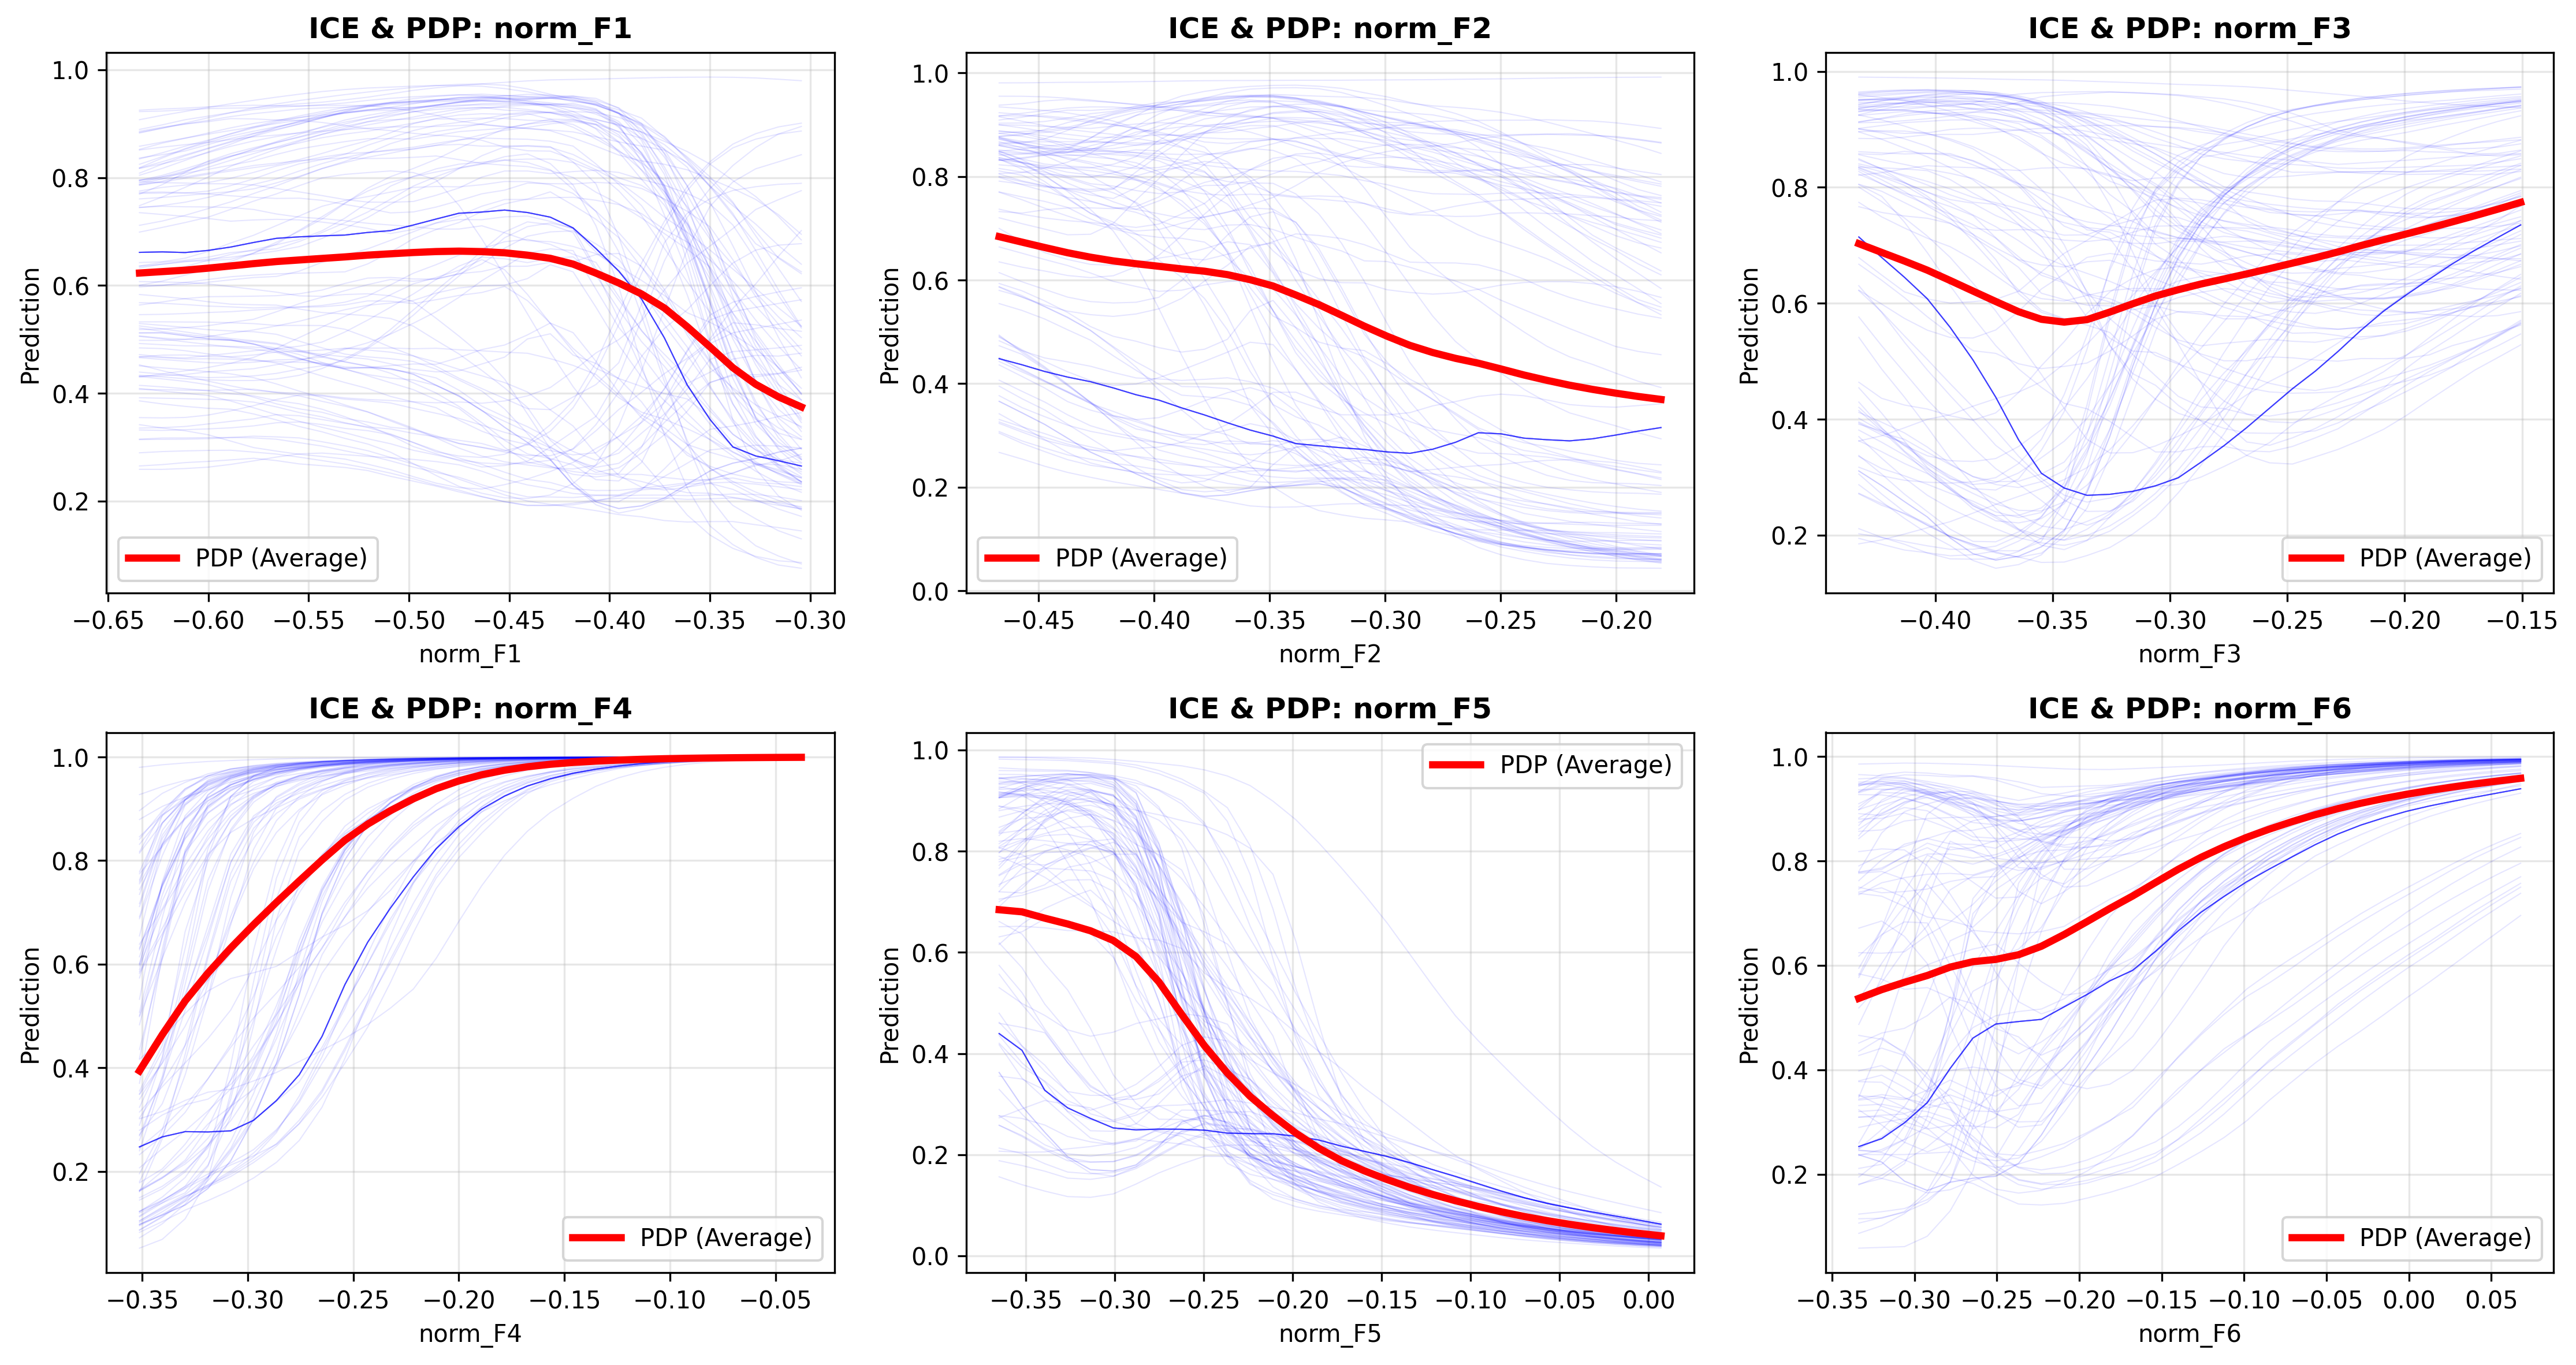 ICE & PDP: norm_F1
1.0
0.8
0.6
0.4
0.2
Prediction
PDP (Average)
−0.65 −0.60 −0.55 −0.50 −0.45 −0.40 −0.35 −0.30
norm_F1
ICE & PDP: norm_F2
1.0
0.8
0.6
0.4
0.2
0.0
Prediction
PDP (Average)
−0.45 −0.40 −0.35 −0.30 −0.25 −0.20
norm_F2
ICE & PDP: norm_F3
1.0
0.8
0.6
0.4
0.2
Prediction
PDP (Average)
−0.40 −0.35 −0.30 −0.25 −0.20 −0.15
norm_F3
ICE & PDP: norm_F4
1.0
0.8
0.6
0.4
0.2
Prediction
PDP (Average)
−0.35 −0.30 −0.25 −0.20 −0.15 −0.10 −0.05
norm_F4
ICE & PDP: norm_F5
PDP (Average)
1.0
0.8
0.6
0.4
0.2
0.0
Prediction
−0.35 −0.30 −0.25 −0.20 −0.15 −0.10 −0.05 0.00
norm_F5
ICE & PDP: norm_F6
1.0
0.8
0.6
0.4
0.2
Prediction
PDP (Average)
−0.35 −0.30 −0.25 −0.20 −0.15 −0.10 −0.05 0.00 0.05
norm_F6